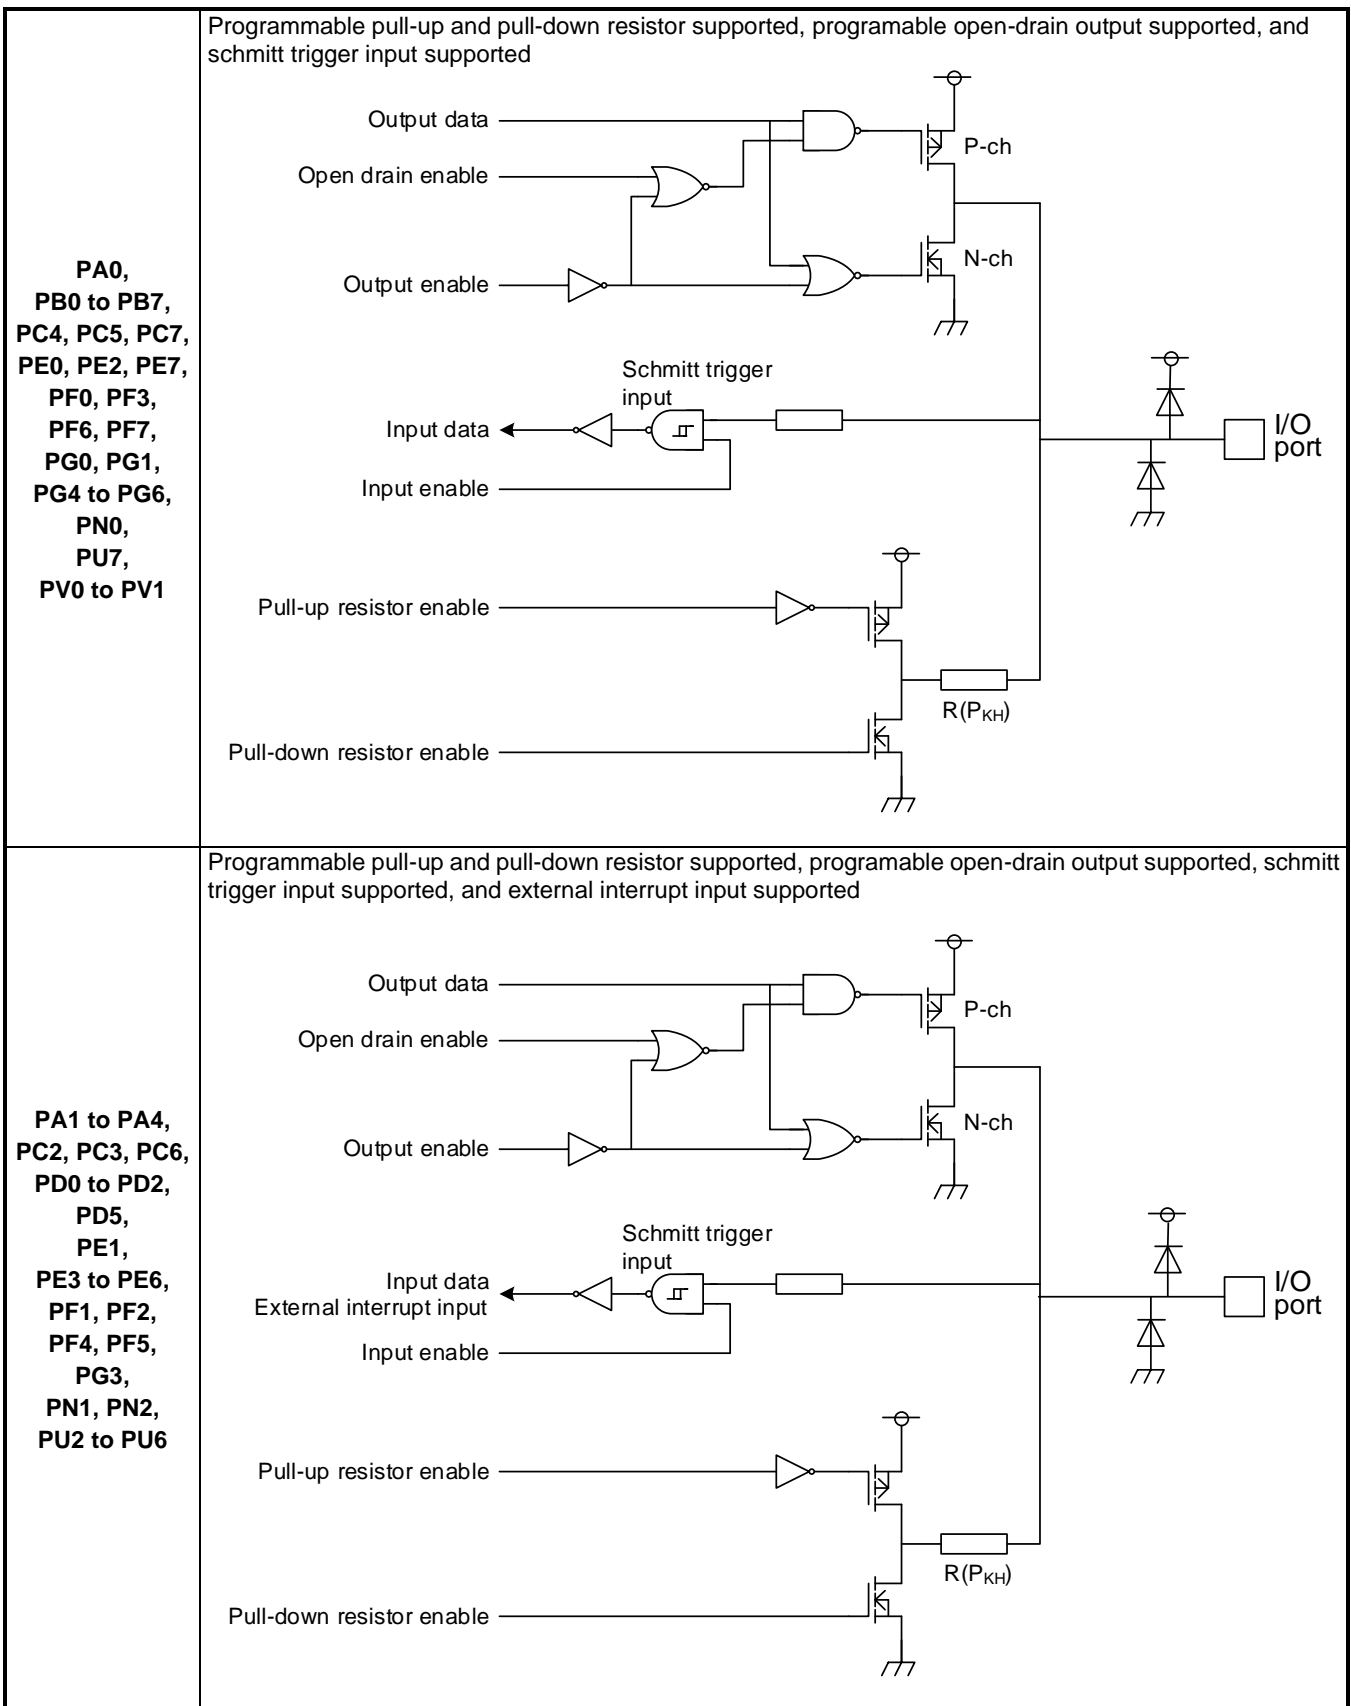 Programmable pull-up and pull-down resistor supported, programable open-drain output supported, and
schmitt trigger input supported
PA0,
PB0 to PB7,
PC4, PC5, PC7,
PE0, PE2, PE7,
PF0, PF3,
PF6, PF7,
PG0, PG1,
PG4 to PG6,
PN0,
PU7,
PV0 to PV1
Output data
P-ch
Open drain enable
N-ch
Output enable
Schmitt trigger
input
Input data
I/O
port
Input enable
Pull-up resistor enable
R(PKH)
Pull-down resistor enable
Programmable pull-up and pull-down resistor supported, programable open-drain output supported, schmitt
trigger input supported, and external interrupt input supported
PA1 to PA4,
PC2, PC3, PC6,
PD0 to PD2,
PD5,
PE1,
PE3 to PE6,
PF1, PF2,
PF4, PF5,
PG3,
PN1, PN2,
PU2 to PU6
Output data
P-ch
Open drain enable
N-ch
Output enable
Schmitt trigger
input
Input data
External interrupt input
I/O
port
Input enable
Pull-up resistor enable
R(PKH)
Pull-down resistor enable